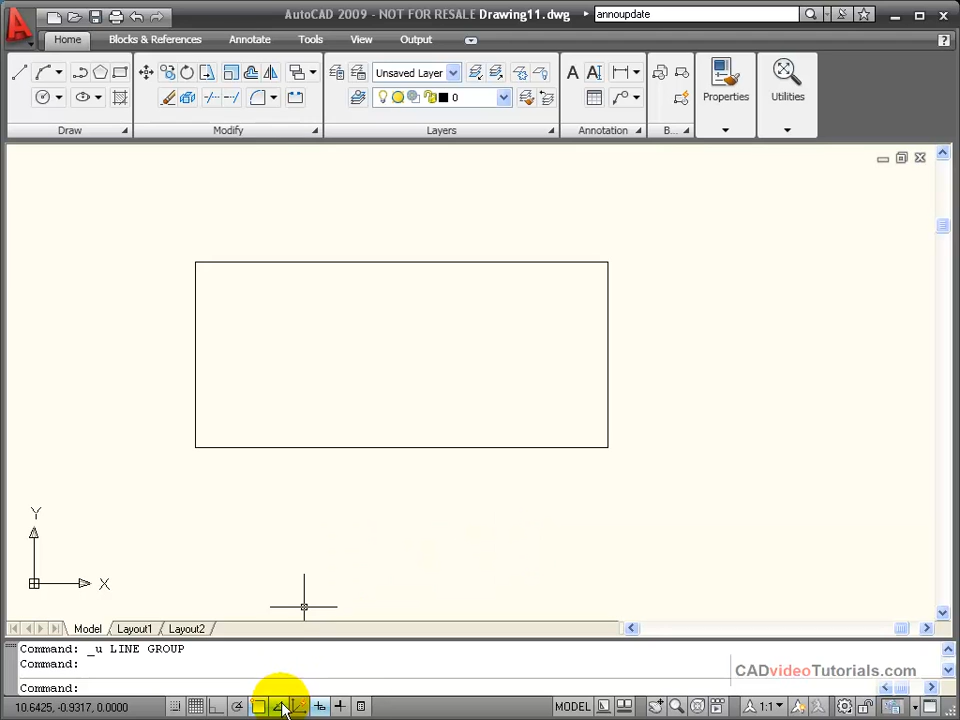 AutoCAD 2009 - NOT FOR RESALE Drawing11.dwg
annoupdate
Home Blocks & References Annotate Tools View Output
Unsaved Layer
0
Draw Modify Layers Annotation B... Properties Utilities
Y
X
Model Layout1 Layout2
Command: _u LINE GROUP
Command:
Command:
CADvideoTutorials.com
10.6425, -0.9317, 0.0000 MODEL 1:1